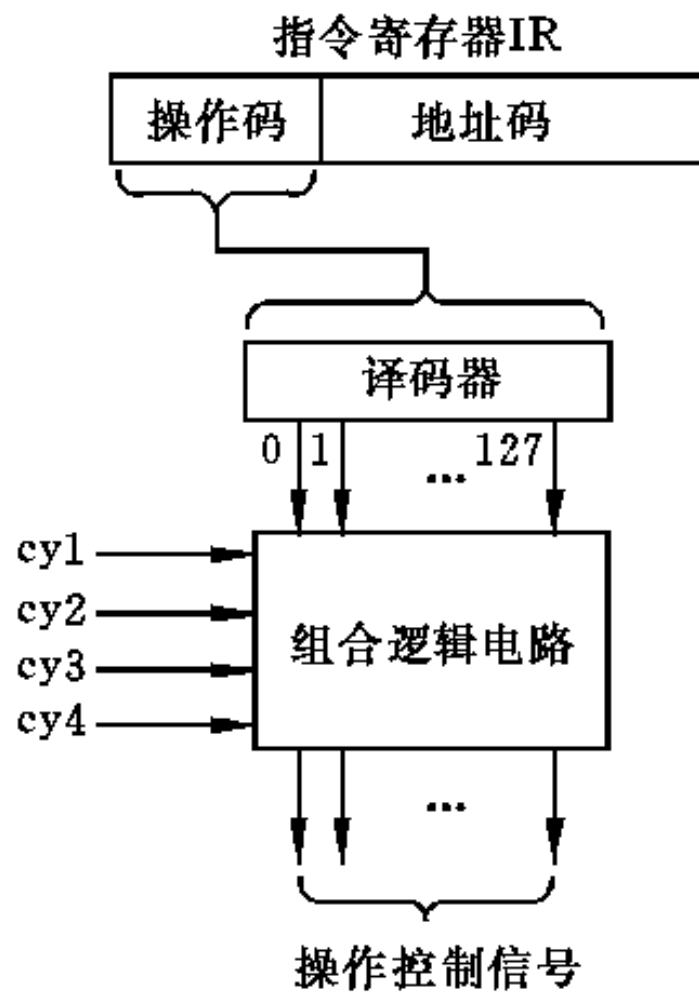 指令寄存器IR
操作码 地址码
译码器
0 1 ... 127
cy1
cy2
组合逻辑电路
cy3
cy4
...
操作控制信号